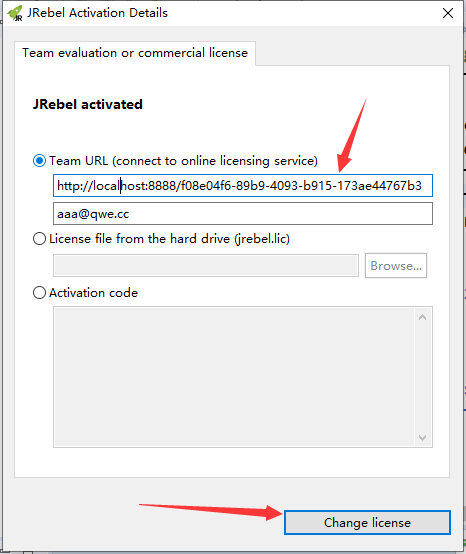 JRebel Activation Details
Team evaluation or commercial license
JRebel activated
Team URL (connect to online licensing service)
http://localhost:8888/f08e04f6-89b9-4093-b915-173ae44767b3
aaa@qwe.cc
License file from the hard drive (jrebel.lic)
Browse...
Activation code
Change license